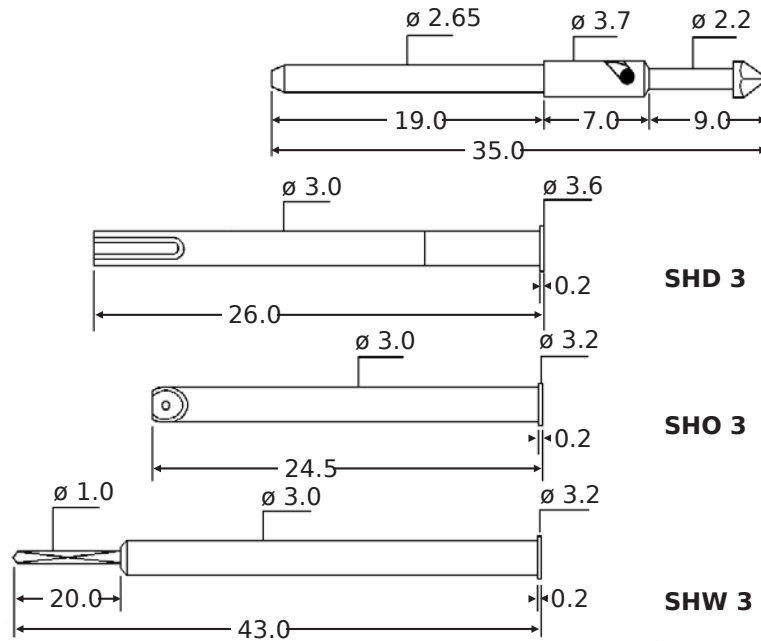 ø 2.65 ø 3.7 ø 2.2
19.0 7.0 9.0
35.0
ø 3.0 ø 3.6
SHD 3
0.2
26.0
ø 3.0 ø 3.2
SHO 3
0.2
24.5
ø 1.0 ø 3.0 ø 3.2
20.0 0.2 SHW 3
43.0